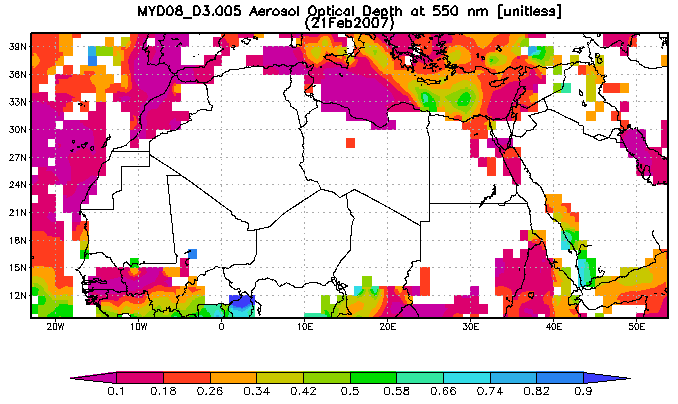 MYD08_D3.005 Aerosol Optical Depth at 550 nm [unitless]
(21Feb2007)
39N
36N
33N
30N
27N
24N
21N
18N
15N
12N
20W 10W 0 10E 20E 30E 40E 50E
0.1 0.18 0.26 0.34 0.42 0.5 0.58 0.66 0.74 0.82 0.9